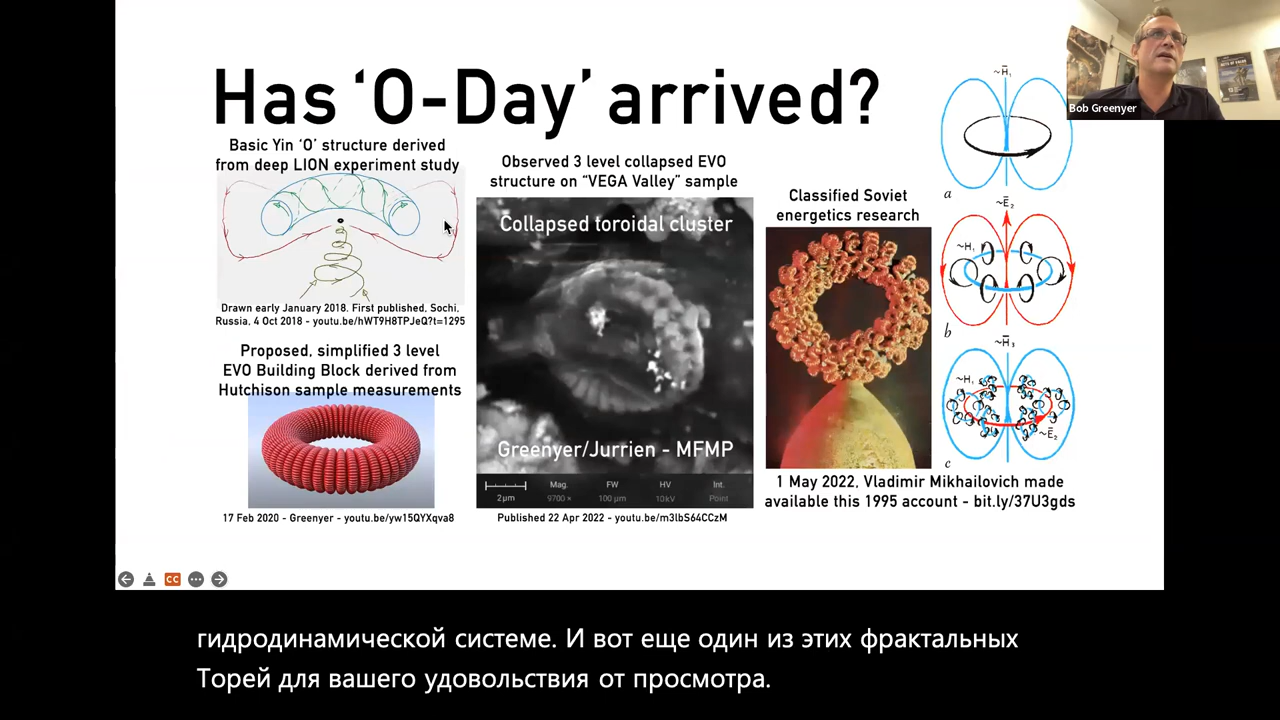 Has ‘O-Day’ arrived?
Bob Greenyer
Basic Yin ‘O’ structure derived
from deep LION experiment study
Drawn early January 2018. First published, Sochi,
Russia, 4 Oct 2018 - youtu.be/hWT9H8TPJeQ?t=1295
Proposed, simplified 3 level
EVO Building Block derived from
Hutchison sample measurements
17 Feb 2020 - Greenyer - youtu.be/yw15QYXqva8
Observed 3 level collapsed EVO
structure on “VEGA Valley” sample
Collapsed toroidal cluster
Greenyer/Jurrien - MFMP
2μm
Mag.
9700 x
FW
100 μm
HV
10kV
Int.
Point
Published 22 Apr 2022 - youtu.be/m3lbS64CCzM
Classified Soviet
energetics research
1 May 2022, Vladimir Mikhailovich made
available this 1995 account - bit.ly/37U3gds
~H̄₁
a
~Ē₂
~H₁
b
~H̄₃
~H₁
~Ē₂
c
CC
гидродинамической системе. И вот еще один из этих фрактальных
Торей для вашего удовольствия от просмотра.